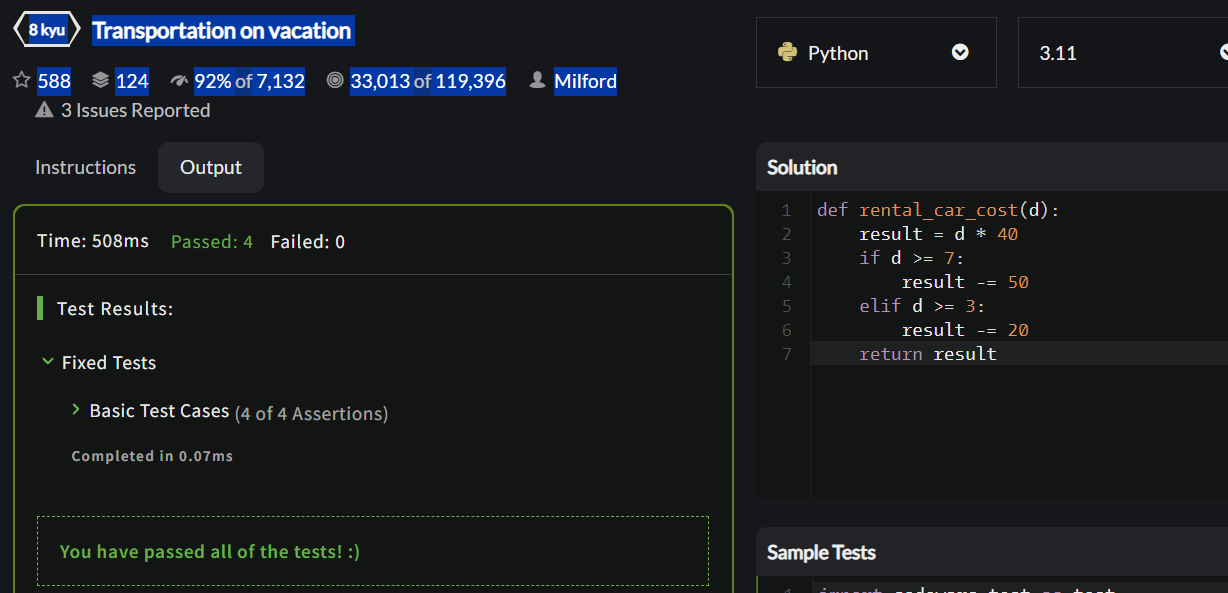 8 kyu Transportation on vacation
588 124 92% of 7,132 33,013 of 119,396 Milford
3 Issues Reported
Instructions Output
Time: 508ms Passed: 4 Failed: 0
Test Results:
Fixed Tests
Basic Test Cases (4 of 4 Assertions)
Completed in 0.07ms
You have passed all of the tests! :)
Python 3.11
Solution
1 def rental_car_cost(d):
2 result = d * 40
3 if d >= 7:
4 result -= 50
5 elif d >= 3:
6 result -= 20
7 return result
Sample Tests
1 import codewars_test as test